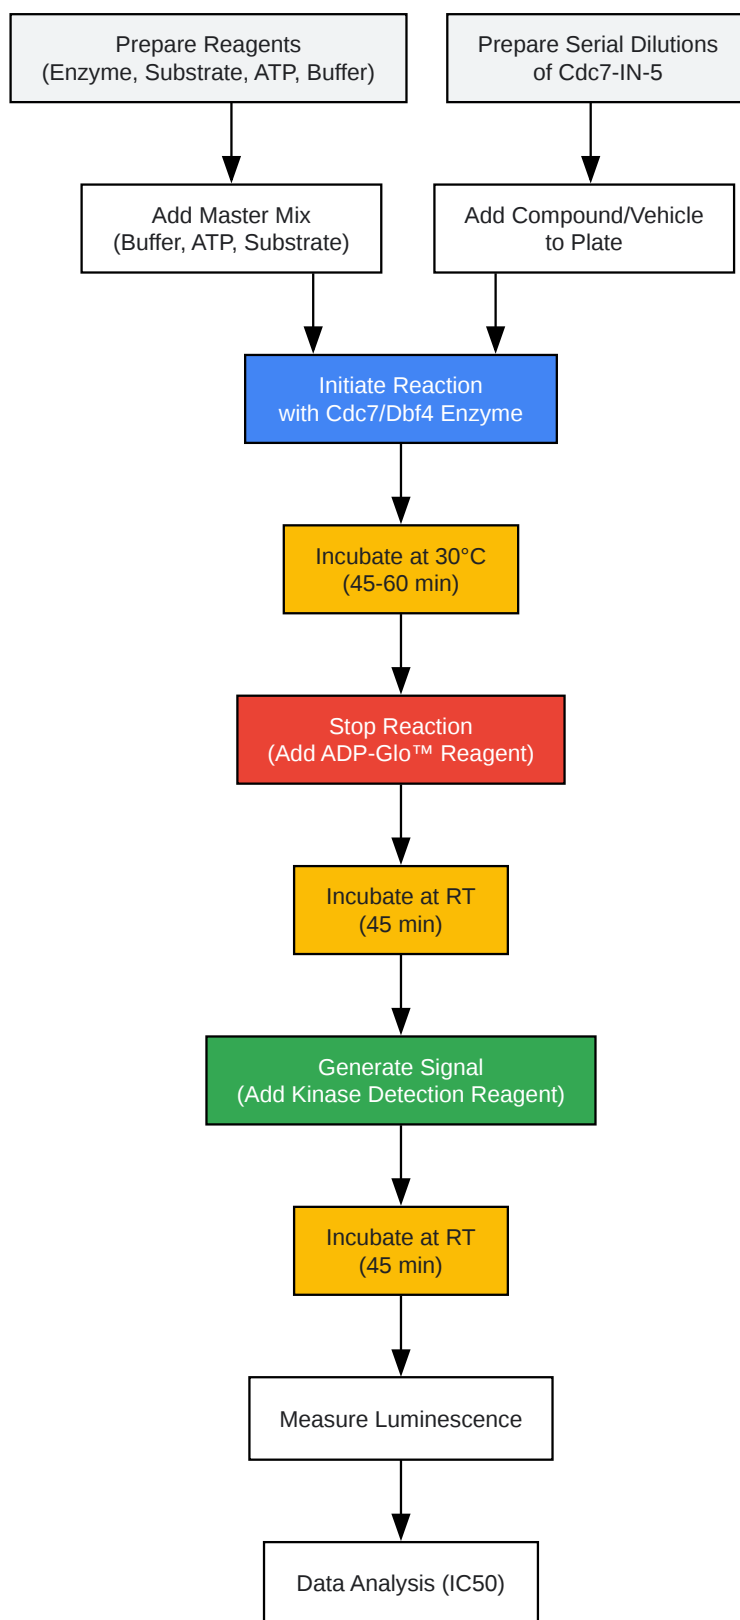 Prepare Reagents
(Enzyme, Substrate, ATP, Buffer)
Prepare Serial Dilutions
of Cdc7-IN-5
Add Master Mix
(Buffer, ATP, Substrate)
Add Compound/Vehicle
to Plate
Initiate Reaction
with Cdc7/Dbf4 Enzyme
Incubate at 30°C
(45-60 min)
Stop Reaction
(Add ADP-Glo™ Reagent)
Incubate at RT
(45 min)
Generate Signal
(Add Kinase Detection Reagent)
Incubate at RT
(45 min)
Measure Luminescence
Data Analysis (IC50)